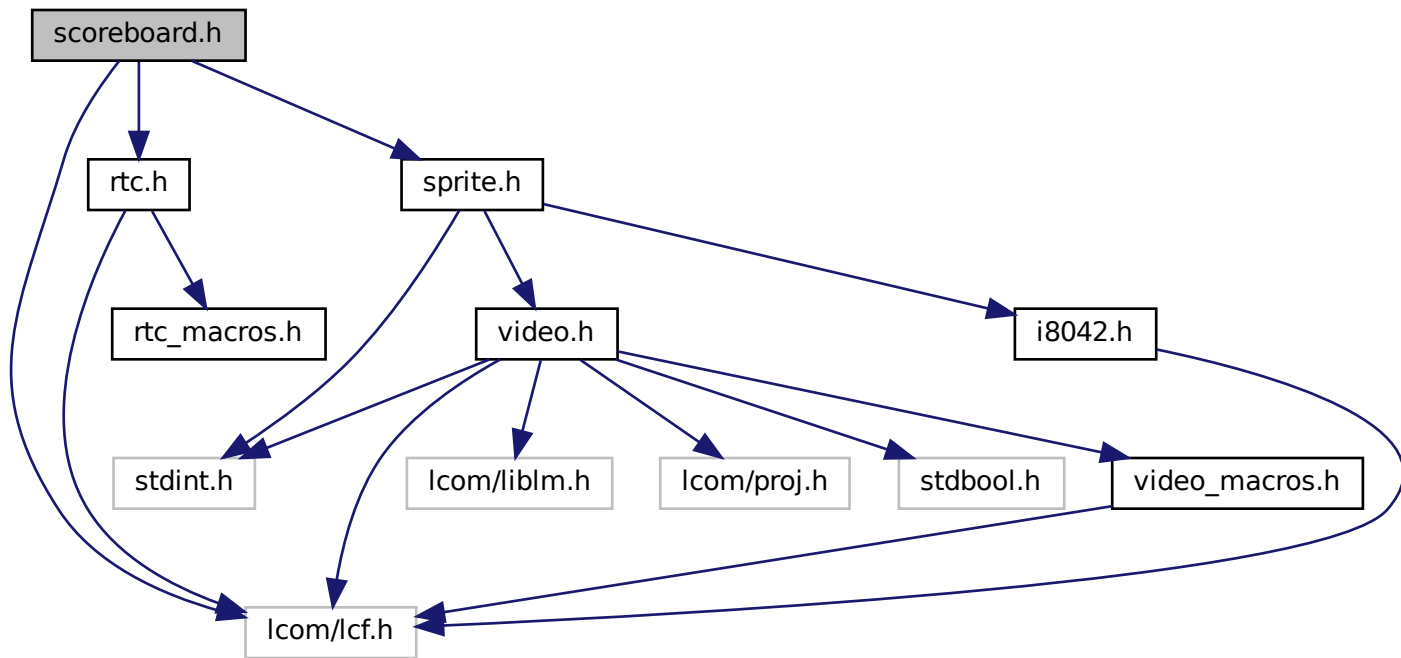 scoreboard.h
rtc.h
sprite.h
rtc_macros.h
video.h
i8042.h
stdint.h
lcom/liblm.h
lcom/proj.h
stdbool.h
video_macros.h
lcom/lcf.h